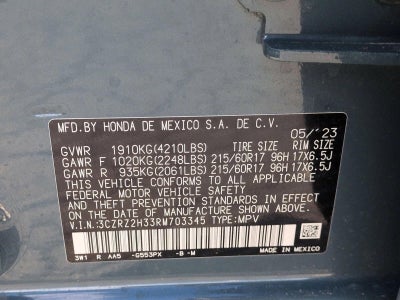 MFD.BY HONDA DE MEXICO S.A. DE C.V. 05/'23
GVWR 1910KG(4210LBS) TIRE SIZE RIM SIZE
GAWR F 1020KG(2248LBS) 215/60R17 96H 17X6.5J
GAWR R 935KG(2061LBS) 215/60R17 96H 17X6.5J
THIS VEHICLE CONFORMS TO ALL APPLICABLE
FEDERAL MOTOR VEHICLE SAFETY
AND THEFT PREVENTION STANDARDS IN EFFECT ON
THE DATE OF MANUFACTURE SHOWN ABOVE.
V.I.N.:3CZRZ2H33RM703345 TYPE:MPV
3W1 R AA5 -G553PX -B -M MADE IN MEXICO